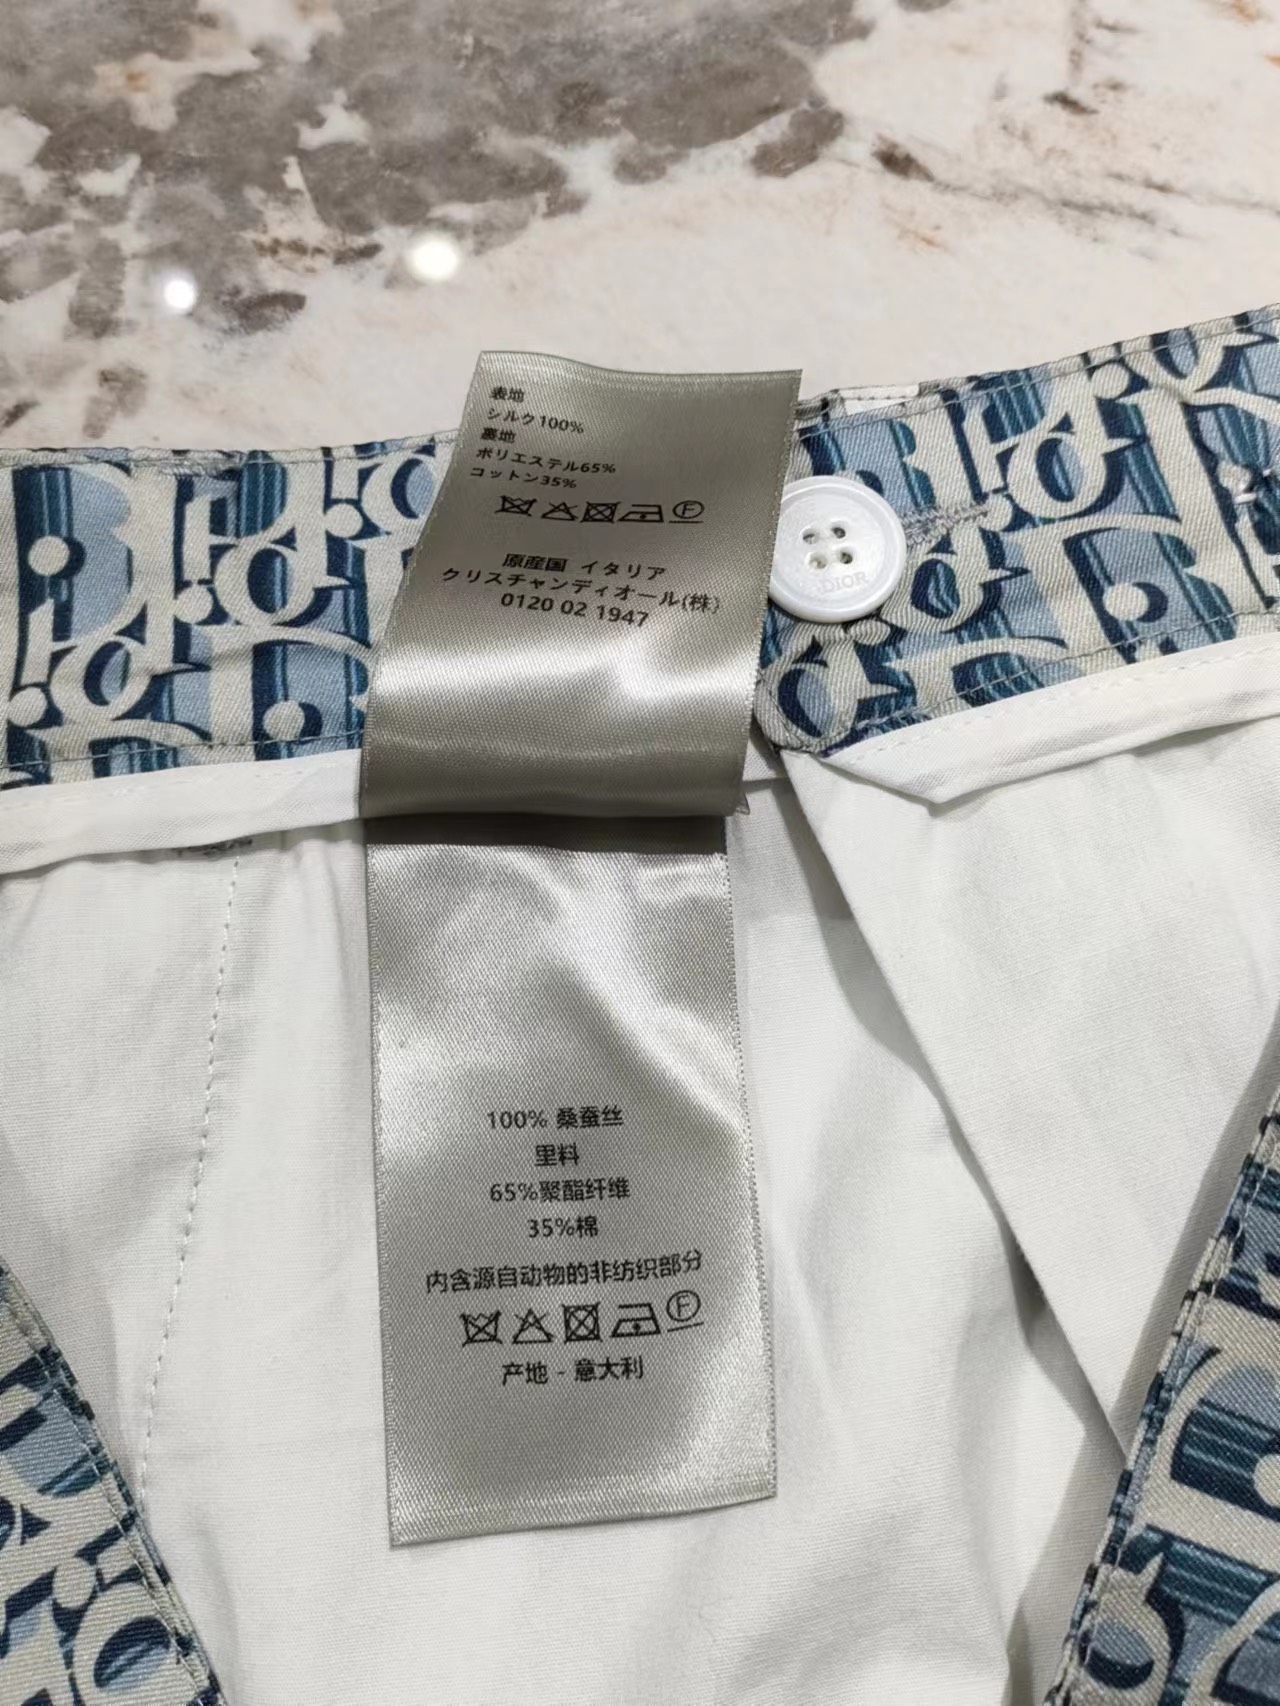 表地
シルク100%
裏地
ポリエステル65%
コットン35%
原産国 イタリア
クリスチャンディオール(株)
0120 02 1947
DIOR
100% 桑蚕丝
里料
65%聚酯纤维
35%棉
内含源自动物的非纺织部分
产地 - 意大利